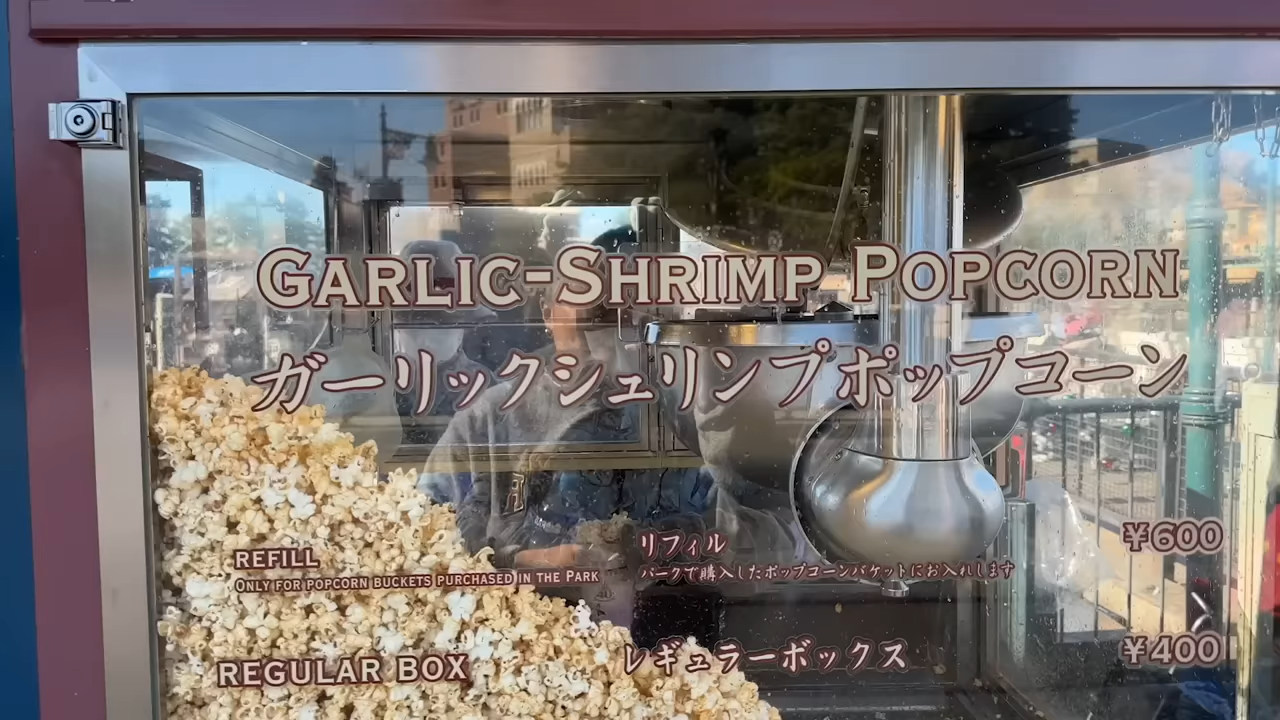 GARLIC-SHRIMP POPCORN
ガーリックシュリンプポップコーン
REFILL リフィル ¥600
ONLY FOR POPCORN BUCKETS PURCHASED IN THE PARK パークで購入したポップコーンバケットにお入れします
REGULAR BOX レギュラーボックス ¥400